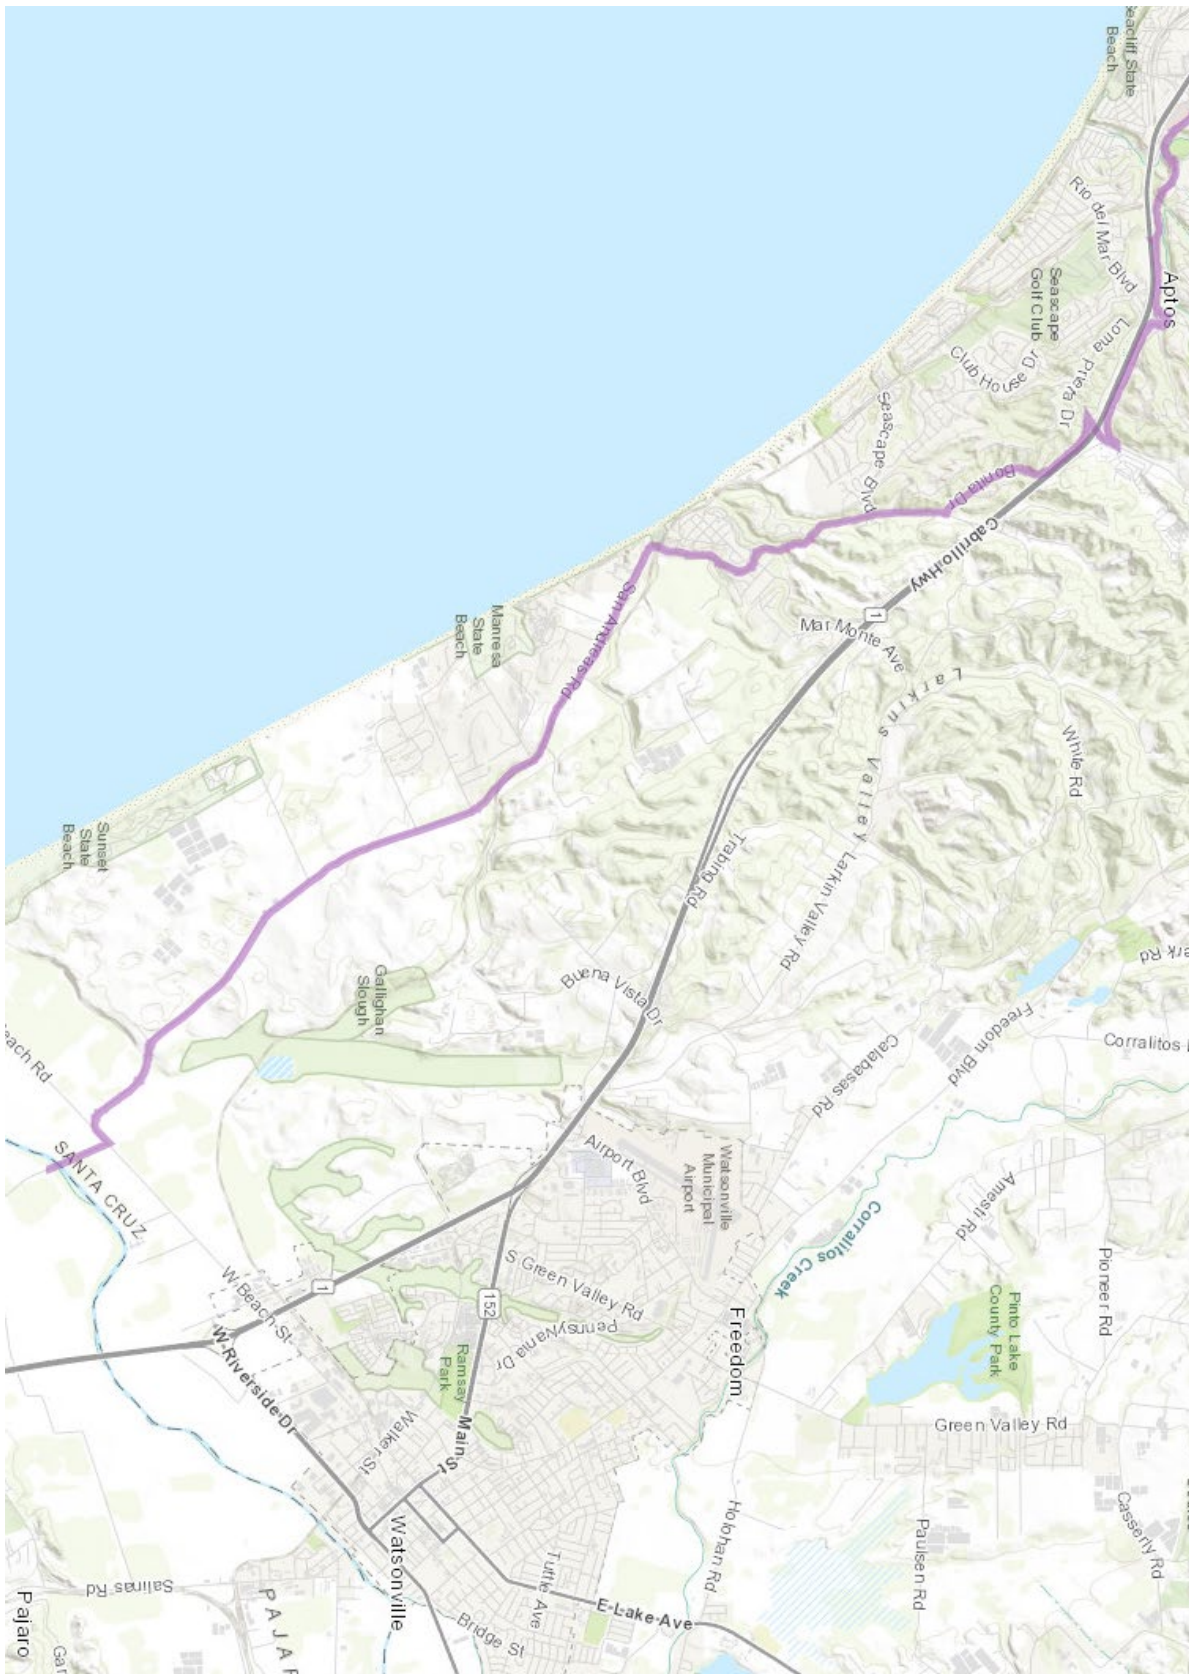 Seacliff State
Beach
Rio del Mar Blvd
Aptos
Seascape
Golf Club
Loma Prieta Dr
Club House Dr
Seascape Blvd
Bonita Dr
Cabrillo Hwy
1
Mar Monte Ave
San Andreas Rd
Manresa
State
Beach
Larkins Valley
White Rd
Larkin Valley Rd
Trabing Rd
Sunset
State
Beach
Gallighan
Slough
Buena Vista Dr
Calabasas Rd
Freedom Blvd
Corralitos
SANTA CRUZ
Airport Blvd
Watsonville
Municipal
Airport
Corralitos Creek
Amesti Rd
Pioneer Rd
Pinto Lake
County Park
S Green Valley Rd
1
152
W Beach St
Pennsylvania Dr
Freedom
W Riverside Dr
Ramsay
Park
Main St
Walker St
Green Valley Rd
Holohan Rd
Paulsen Rd
Casserly Rd
Watsonville
Tuttle Ave
E Lake Ave
Bridge St
Salinas Rd
Pajaro